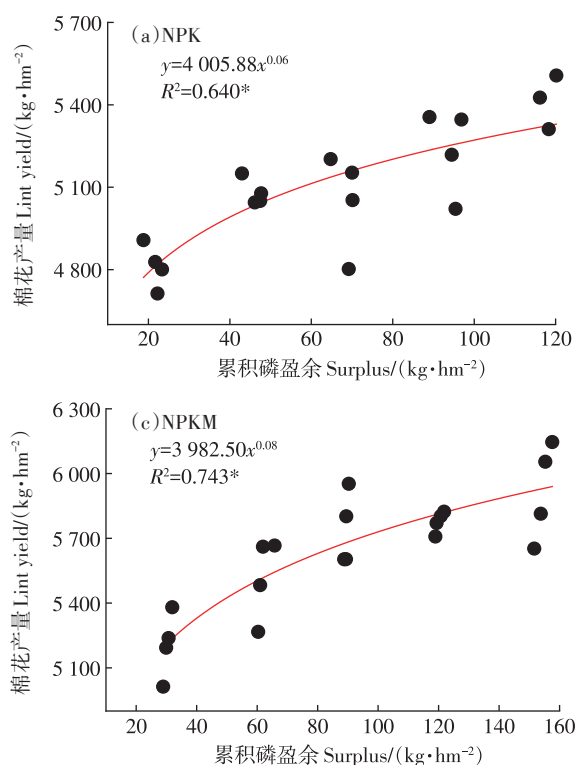 5 700
5 400
5 100
4 800
(a)NPK
y=4 005.88x^0.06
R²=0.640*
棉花产量 Lint yield/(kg•hm⁻²)
20 40 60 80 100 120
累积磷盈余 Surplus/(kg•hm⁻²)
6 300
6 000
5 700
5 400
5 100
(c)NPKM
y=3 982.50x^0.08
R²=0.743*
棉花产量 Lint yield/(kg•hm⁻²)
20 40 60 80 100 120 140 160
累积磷盈余 Surplus/(kg•hm⁻²)